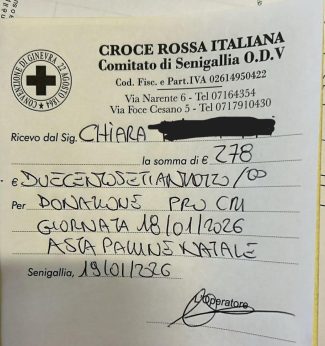 CONVENZIONE DI GINEVRA 22 AGOSTO 1864
CROCE ROSSA ITALIANA
Comitato di Senigallia O.D.V
Cod. Fisc. e Part.IVA 02614950422
Via Narente 6 - Tel 07164354
Via Foce Cesano 5 - Tel 0717910430
Ricevo dal Sig. CHIARA
la somma di € 278
€ DUECENTOSETTANTOTTO/00
Per DONAZIONE PRO CRI
GIORNATA 18/01/2026
ASTA PALLINE NATALE
Senigallia, 19/01/2026
L'Operatore